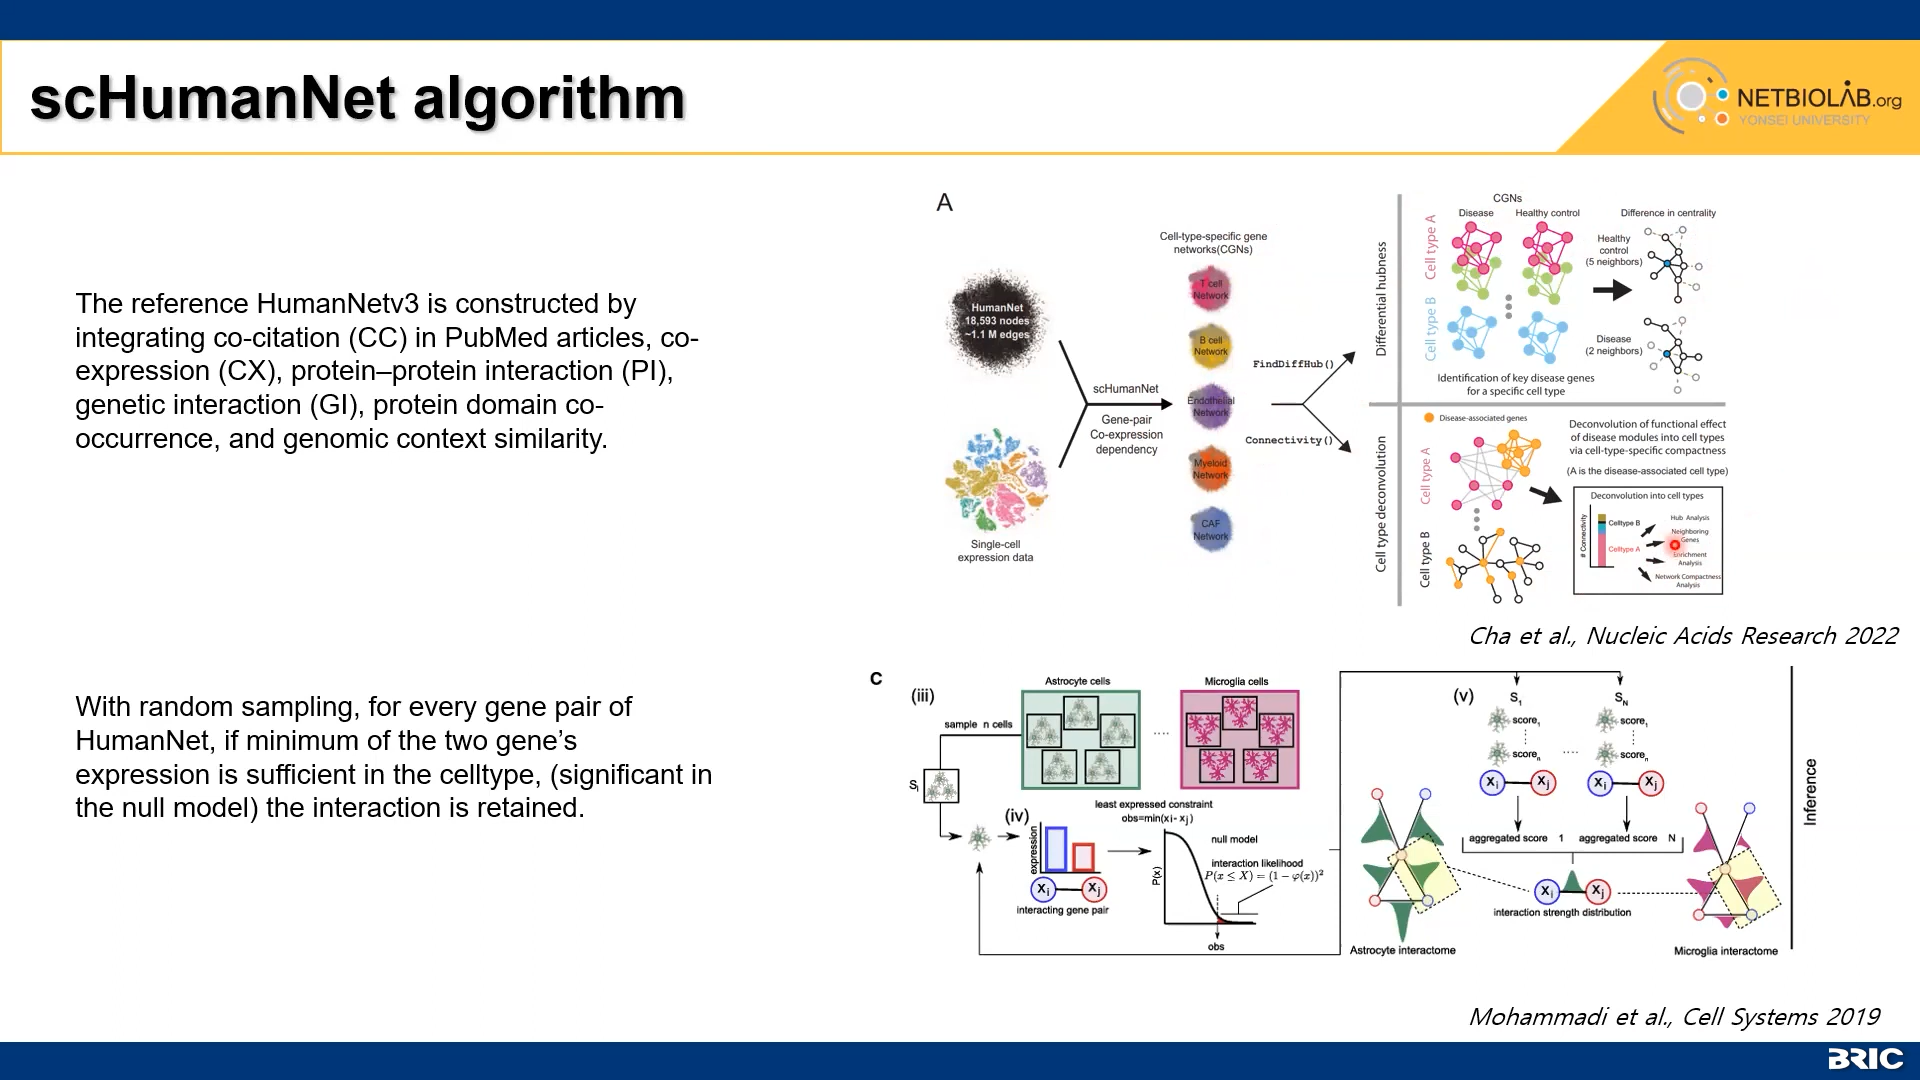 scHumanNet algorithm
NETBIOLAB.org
YONSEI UNIVERSITY
The reference HumanNetv3 is constructed by
integrating co-citation (CC) in PubMed articles, co-
expression (CX), protein–protein interaction (PI),
genetic interaction (GI), protein domain co-
occurrence, and genomic context similarity.
With random sampling, for every gene pair of
HumanNet, if minimum of the two gene's
expression is sufficient in the celltype, (significant in
the null model) the interaction is retained.
A
HumanNet
18,593 nodes
~1.1 M edges
Single-cell
expression data
scHumanNet
Gene-pair
Co-expression
dependency
Cell-type-specific gene
networks(CGNs)
T cell
Network
B cell
Network
Endothelial
Network
Myeloid
Network
CAF
Network
FindDiffHub()
Connectivity()
Differential hubness
Cell type deconvolution
CGNs
Disease
Healthy control
Difference in centrality
Cell type A
Cell type B
Healthy
control
(5 neighbors)
Disease
(2 neighbors)
Identification of key disease genes
for a specific cell type
Disease-associated genes
Cell type A
Cell type B
Deconvolution of functional effect
of disease modules into cell types
via cell-type-specific compactness
(A is the disease-associated cell type)
Deconvolution into cell types
# Connectivity
Celltype B
Celltype A
Hub Analysis
Neighboring
Genes
Enrichment
Analysis
Network Compactness
Analysis
Cha et al., Nucleic Acids Research 2022
C
(iii)
Astrocyte cells
Microglia cells
sample n cells
....
Si
(iv)
least expressed constraint
obs=min(xi- xj)
expression
Xi
Xj
interacting gene pair
P(x)
null model
interaction likelihood
P(x ≤ X) = (1 − φ(x))²
obs
(v)
S1
SN
score1
score1
scoren
....
scoren
Xi
Xj
Xi
Xj
aggregated score 1
aggregated score N
Xi
Xj
interaction strength distribution
Astrocyte interactome
Microglia interactome
Inference
Mohammadi et al., Cell Systems 2019
BRIC